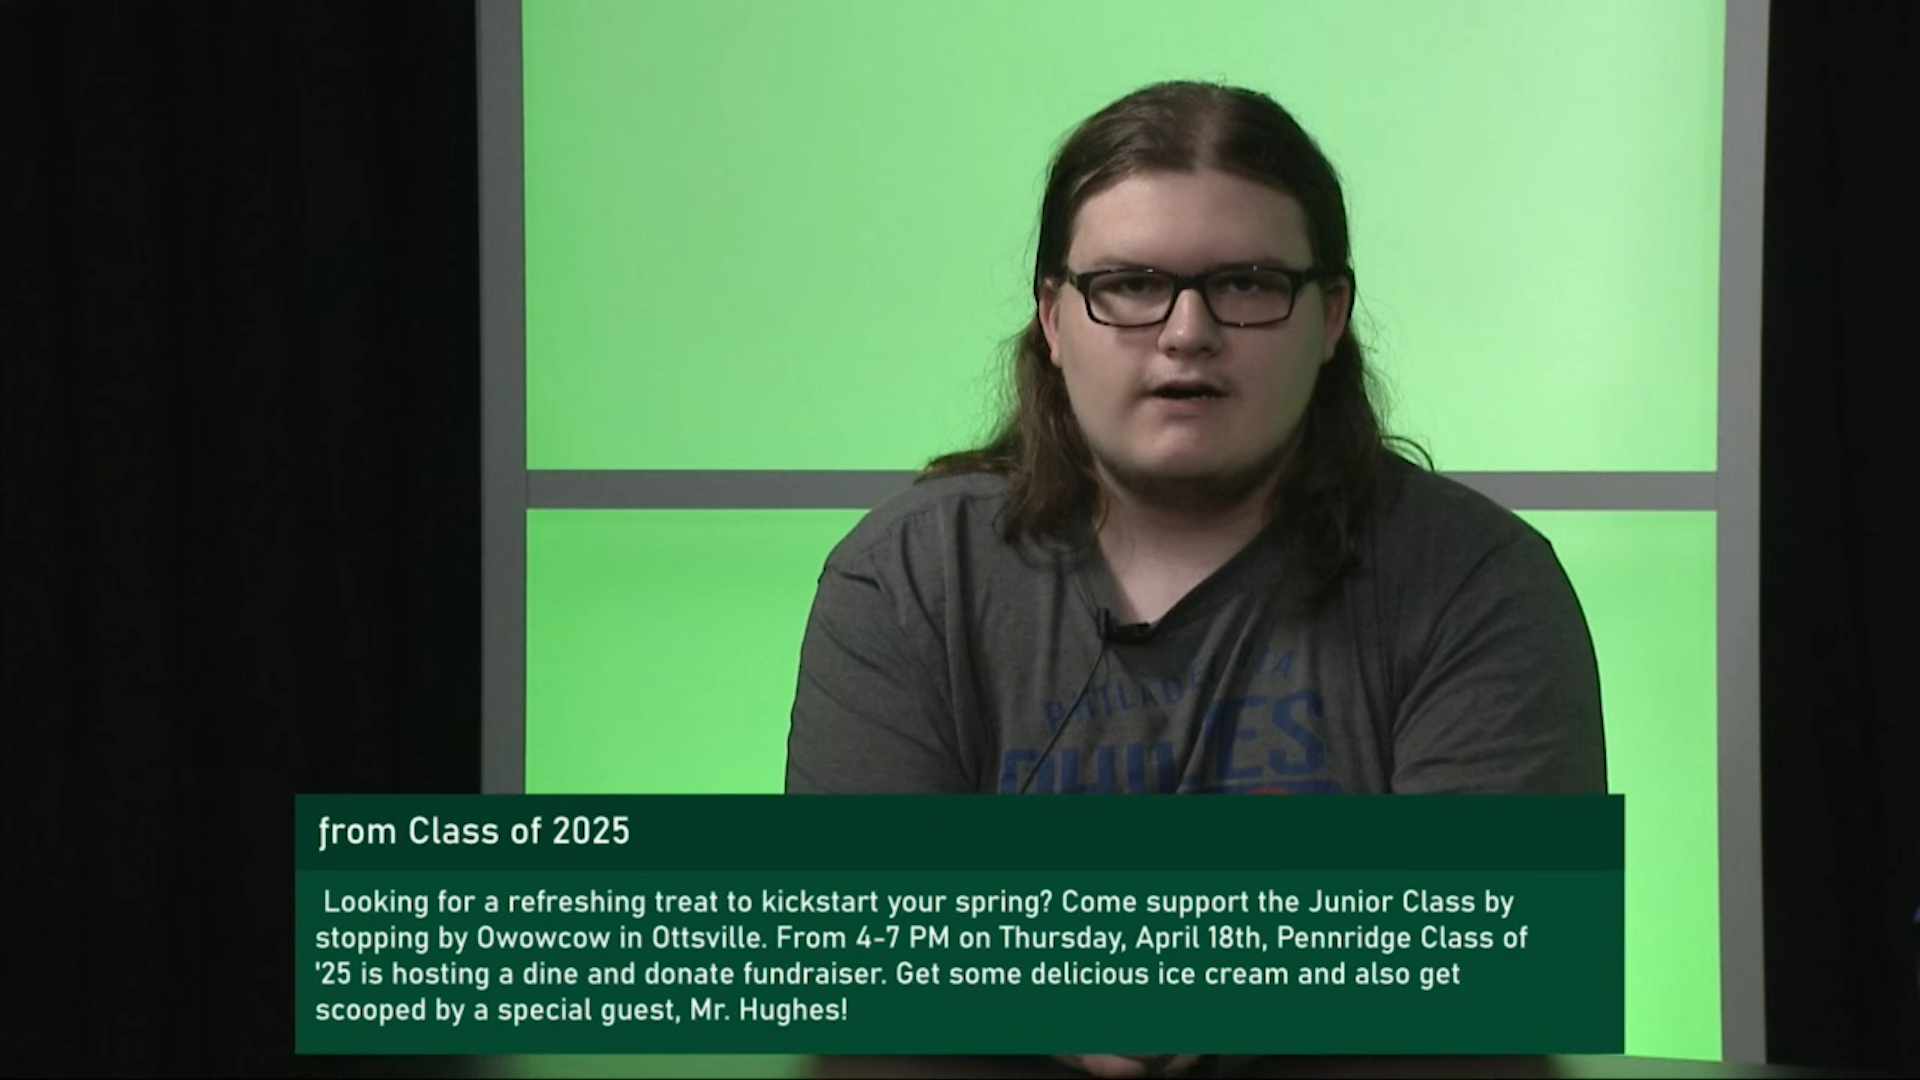 PHILADELPHIA
PHILLIES
from Class of 2025
Looking for a refreshing treat to kickstart your spring? Come support the Junior Class by
stopping by Owowcow in Ottsville. From 4-7 PM on Thursday, April 18th, Pennridge Class of
'25 is hosting a dine and donate fundraiser. Get some delicious ice cream and also get
scooped by a special guest, Mr. Hughes!